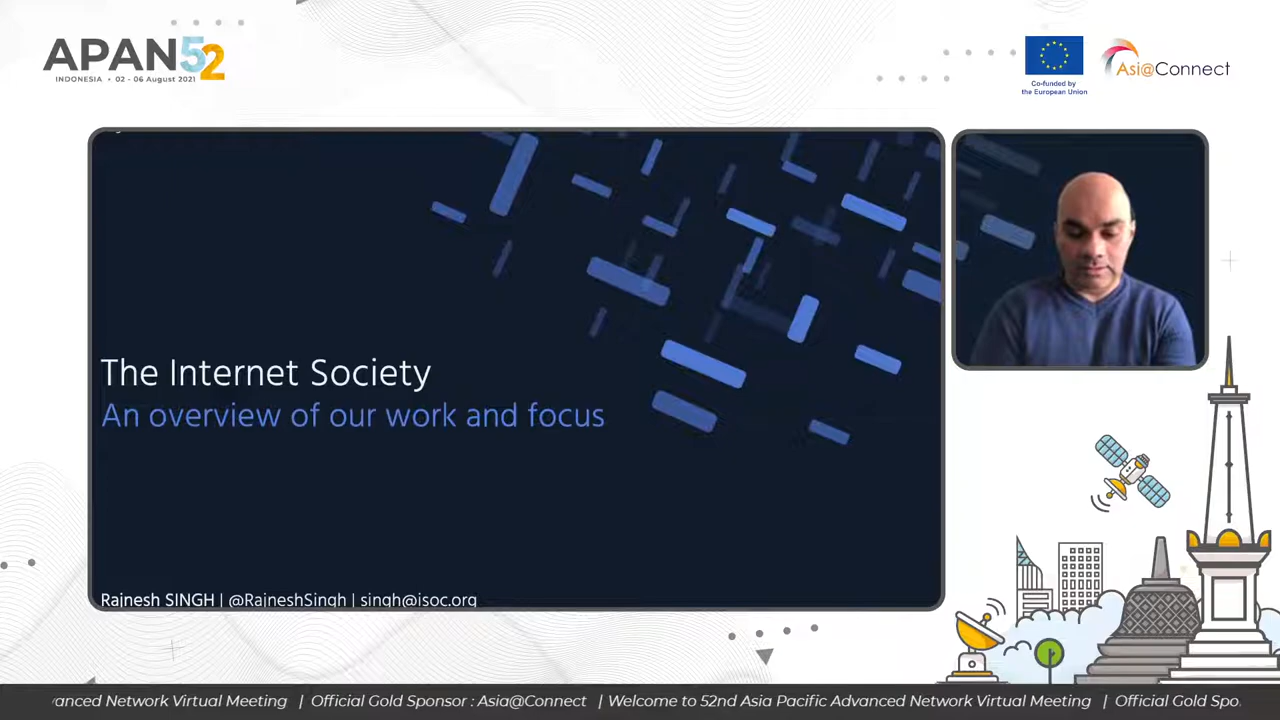 APAN52
INDONESIA • 02 - 06 August 2021
Co-funded by
the European Union
Asi@Connect
The Internet Society
An overview of our work and focus
Rajnesh SINGH | @RajneshSingh | singh@isoc.org
anced Network Virtual Meeting | Official Gold Sponsor : Asia@Connect | Welcome to 52nd Asia Pacific Advanced Network Virtual Meeting | Official Gold Spo.